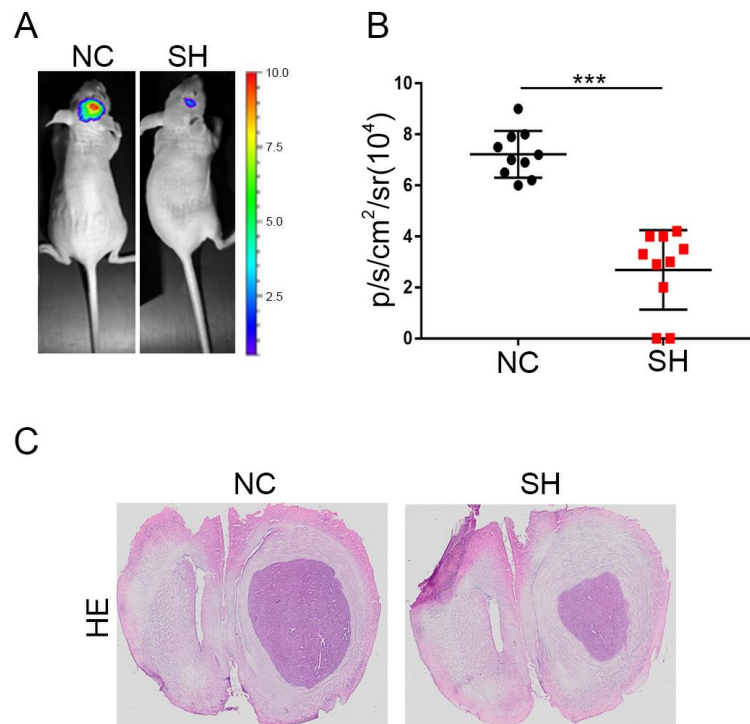 A
NC SH
10.0
7.5
5.0
2.5
B
***
p/s/cm²/sr(10⁴)
10
8
6
4
2
0
NC SH
C
NC SH
HE